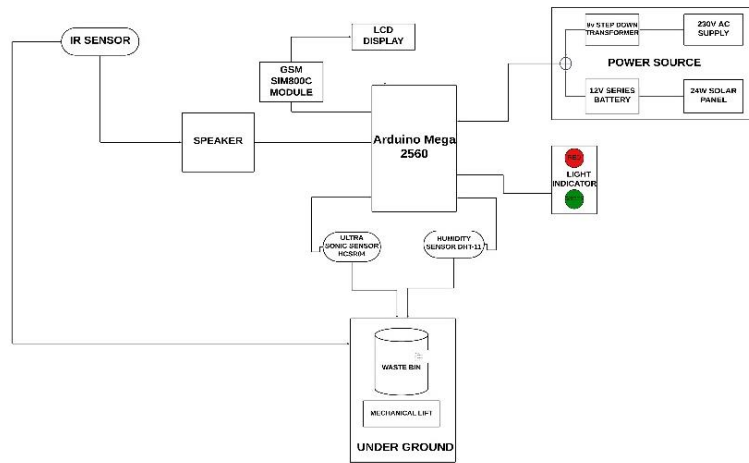 IR SENSOR
LCD
DISPLAY
GSM
SIM800C
MODULE
9v STEP DOWN
TRANSFORMER
230V AC
SUPPLY
POWER SOURCE
12V SERIES
BATTERY
24W SOLAR
PANEL
SPEAKER
Arduino Mega
2560
RED
LIGHT
INDICATOR
ULTRA
SONIC SENSOR
HCSR04
HUMIDITY
SENSOR DHT-11
WASTE BIN
MECHANICAL LIFT
UNDER GROUND